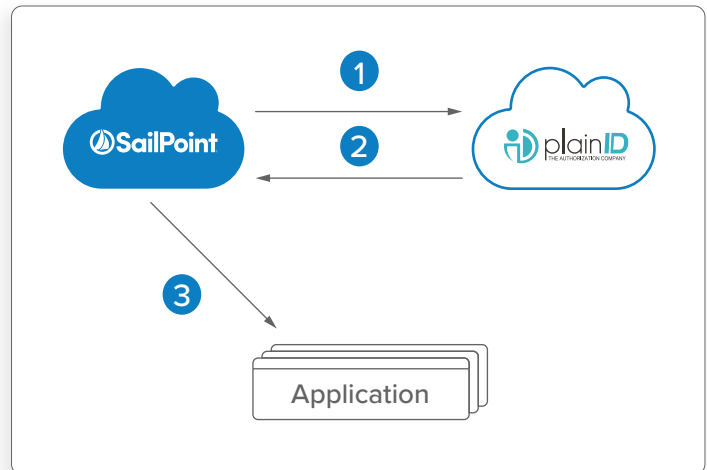 1
SailPoint
2
plainID
THE AUTHORIZATION COMPANY
3
Application